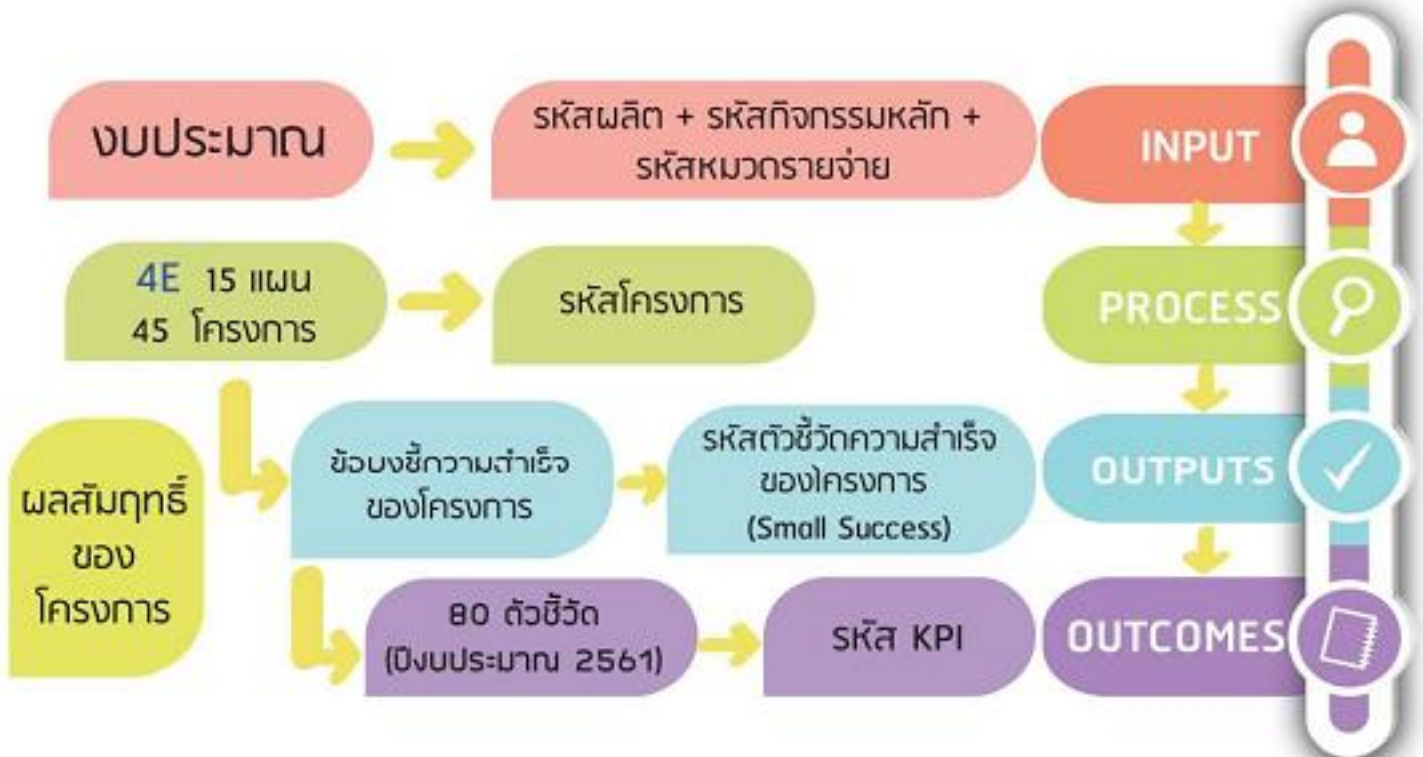 งบประมาณ
รหัสผลิต + รหัสกิจกรรมหลัก +
รหัสหมวดรายจ่าย
INPUT
4E 15 แผน
45 โครงการ
รหัสโครงการ
PROCESS
ผลสัมฤทธิ์
ของ
โครงการ
ข้อบงชี้ความสำเร็จ
ของโครงการ
รหัสตัวชี้วัดความสำเร็จ
ของโครงการ
(Small Success)
OUTPUTS
80 ตัวชี้วัด
(ปีงบประมาณ 2561)
รหัส KPI
OUTCOMES